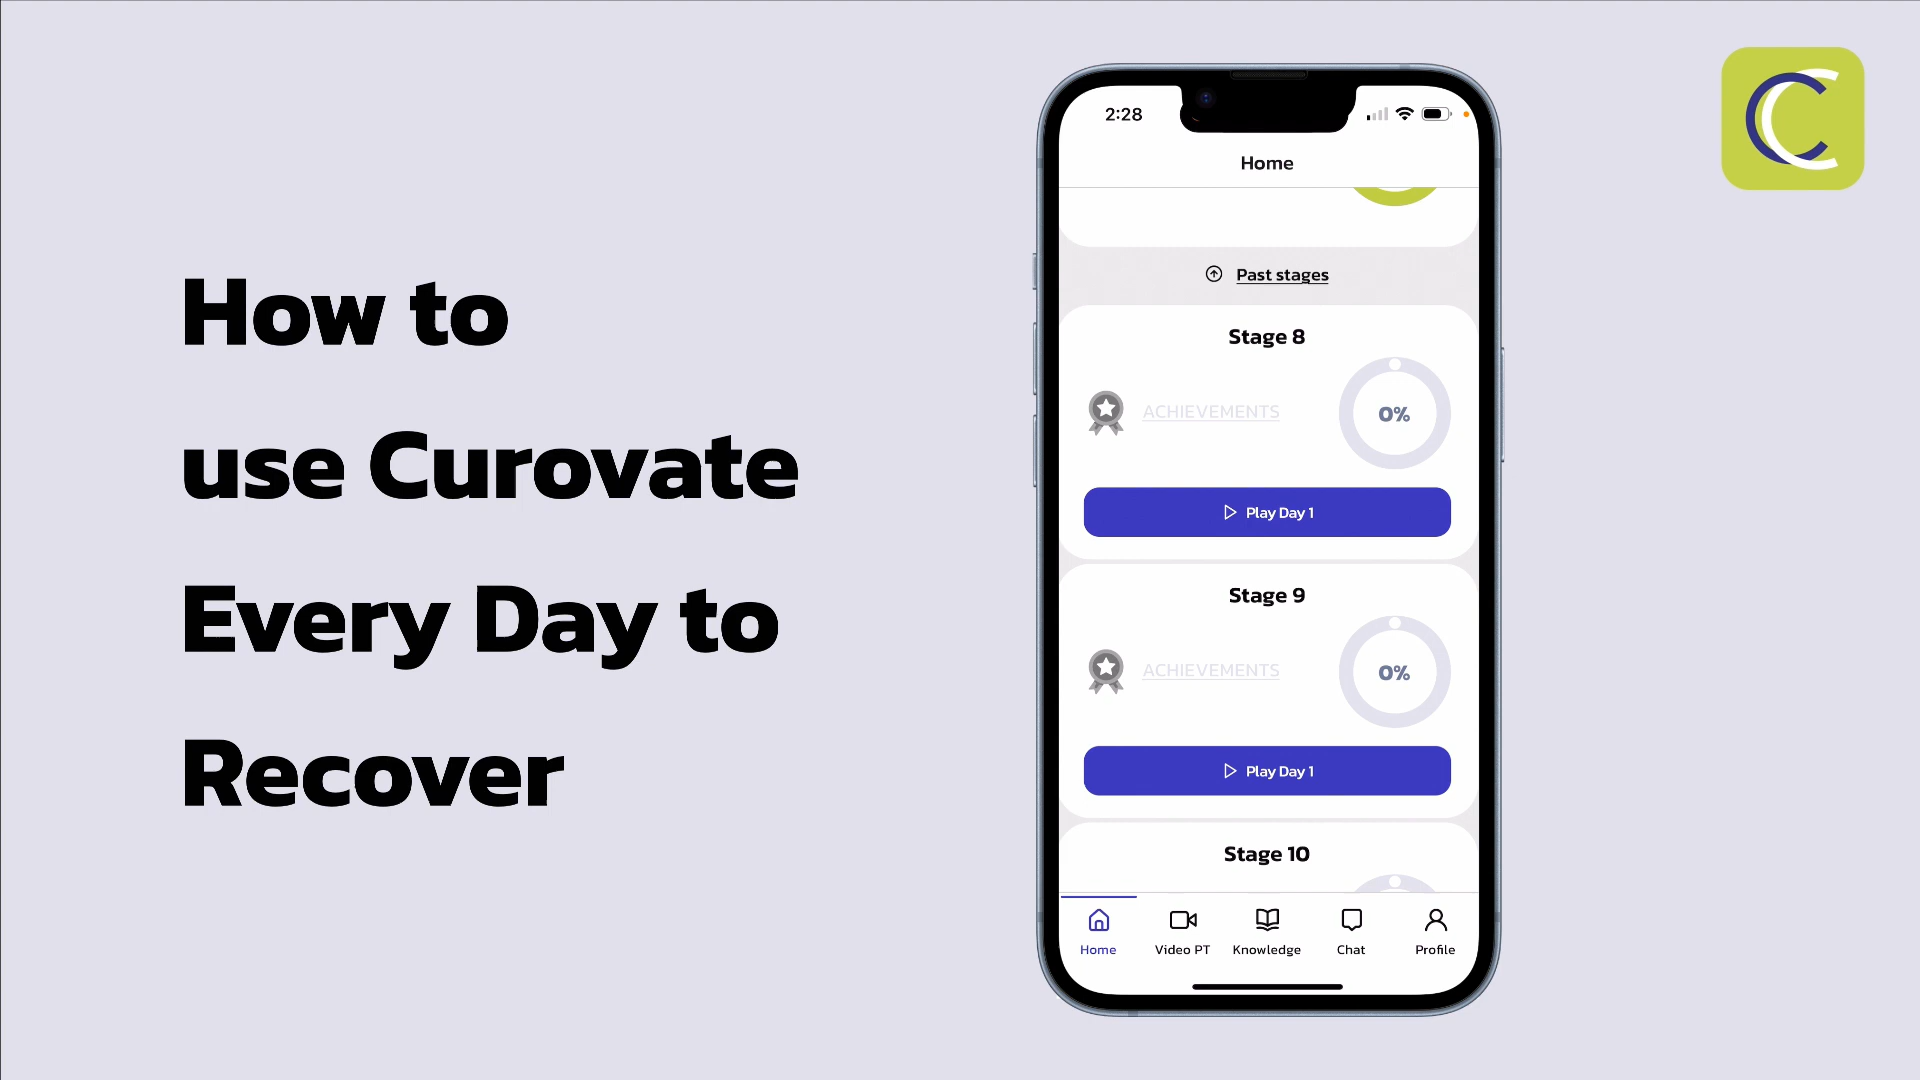 How to
use Curovate
Every Day to
Recover
2:28
Home
Past stages
Stage 8
ACHIEVEMENTS
0%
Play Day 1
Stage 9
ACHIEVEMENTS
0%
Play Day 1
Stage 10
Home Video PT Knowledge Chat Profile